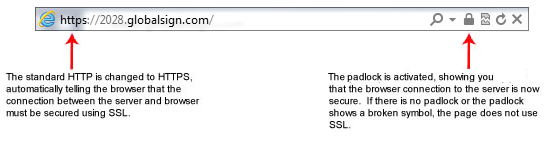 https://2028.globalsign.com/
The standard HTTP is changed to HTTPS,
automatically telling the browser that the
connection between the server and browser
must be secured using SSL.
The padlock is activated, showing you
that the browser connection to the server is now
secure. If there is no padlock or the padlock
shows a broken symbol, the page does not use
SSL.